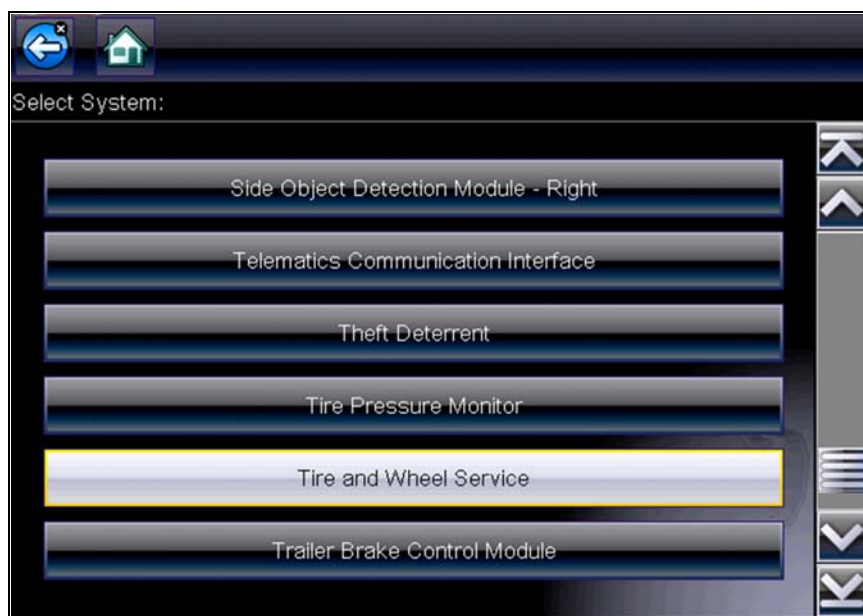 Select System:
Side Object Detection Module - Right
Telematics Communication Interface
Theft Deterrent
Tire Pressure Monitor
Tire and Wheel Service
Trailer Brake Control Module